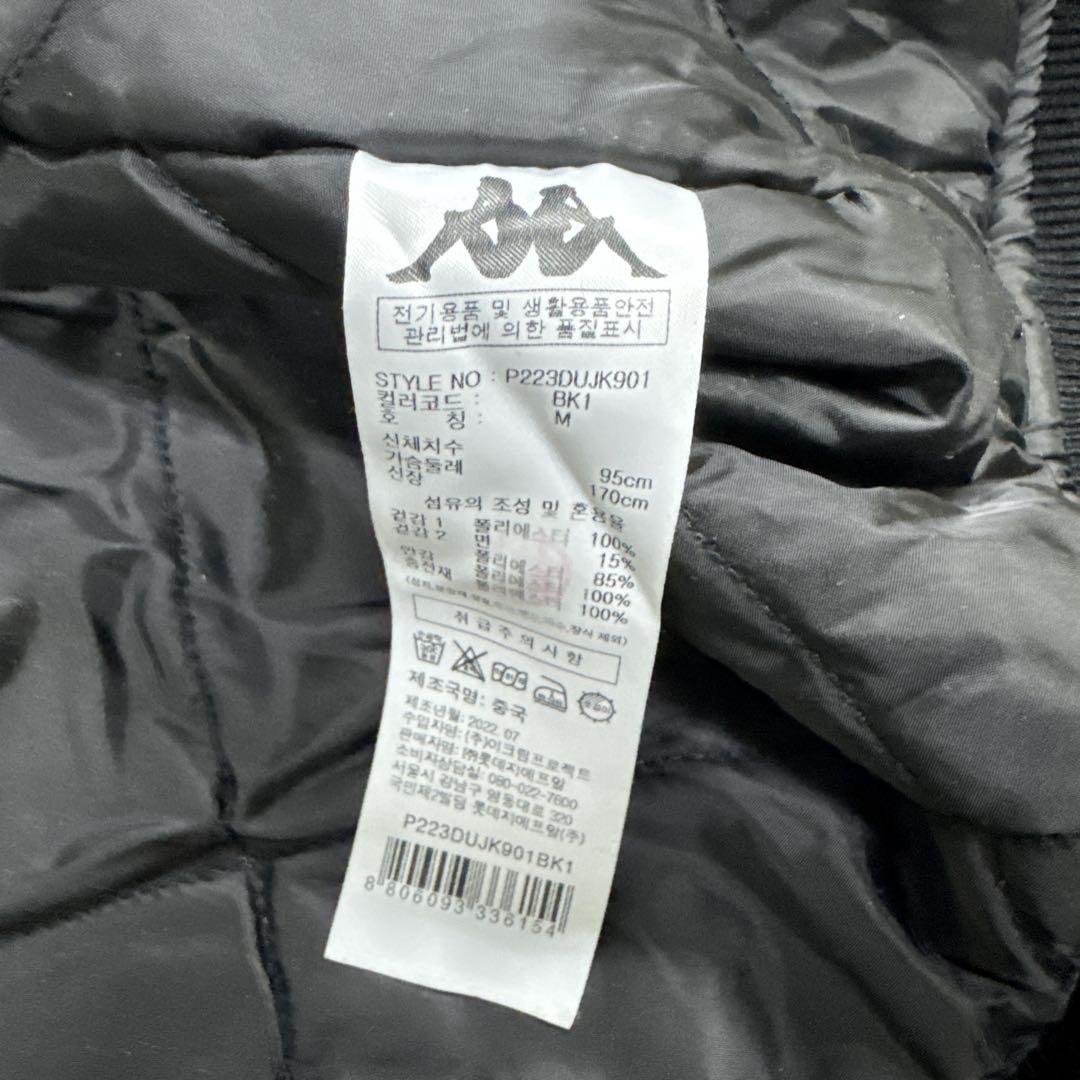 전기용품 및 생활용품안전
관리법에 의한 품질표시
STYLE NO : P223DUJK901
컬러코드 : BK1
호 칭 : M
신체치수
가슴둘레 95cm
신장 170cm
섬유의 조성 및 혼용율
겉감 1 폴리에스터 100%
겉감 2 면 15%
폴리에스터 85%
안감 폴리에 100%
충전재 폴리에 100%
장식 제외)
취급주의사항
제조국명: 중국
제조년월: 2022. 07
수입자명: (주)이크림프로젝트
판매자명: ㈜롯데지에프알
소비자상담실: 080-022-7600
서울시 강남구 영동대로 320
국민제2빌딩 롯데지에프알(주)
P223DUJK901BK1
8 806093 336154